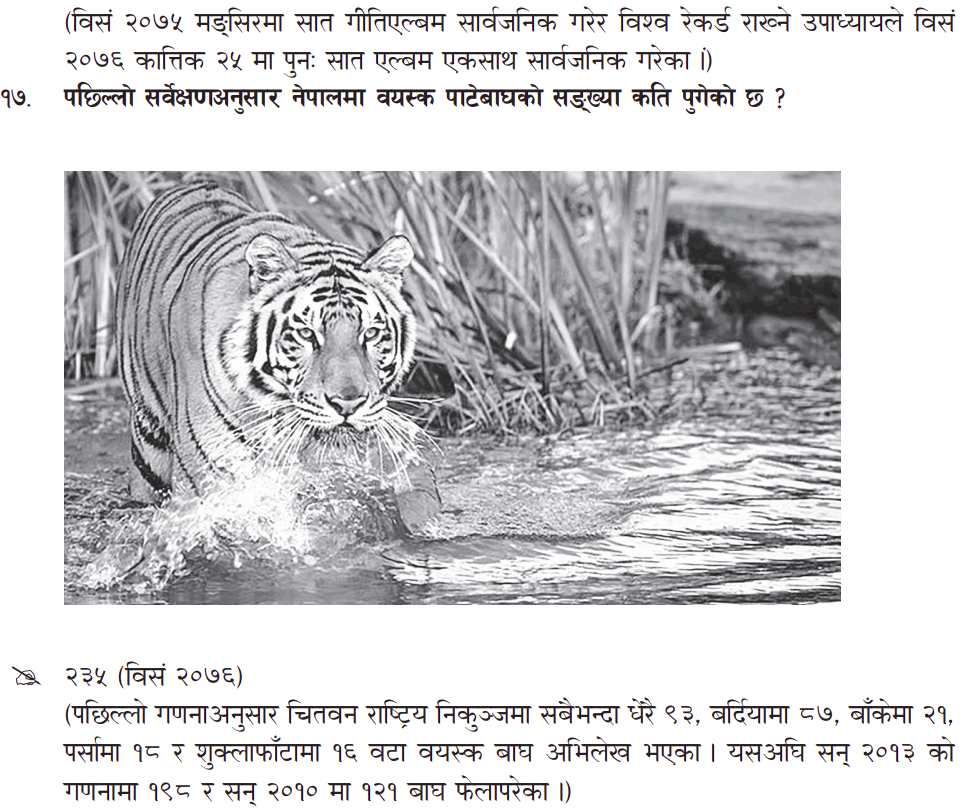 (विसं २०७५ मङ्सिरमा सात गीतिएल्बम सार्वजनिक गरेर विश्व रेकर्ड राख्ने उपाध्यायले विसं
२०७६ कात्तिक २५ मा पुनः सात एल्बम एकसाथ सार्वजनिक गरेका ।)
१७. पछिल्लो सर्वेक्षणअनुसार नेपालमा वयस्क पाटेबाघको सङ्ख्या कति पुगेको छ ?
२३५ (विसं २०७६)
(पछिल्लो गणनाअनुसार चितवन राष्ट्रिय निकुञ्जमा सबैभन्दा धेरै ९३, बर्दियामा ८७, बाँकेमा २१,
पर्सामा १८ र शुक्लाफाँटामा १६ वटा वयस्क बाघ अभिलेख भएका । यसअघि सन् २०१३ को
गणनामा १९८ र सन् २०१० मा १२१ बाघ फेलापरेका ।)